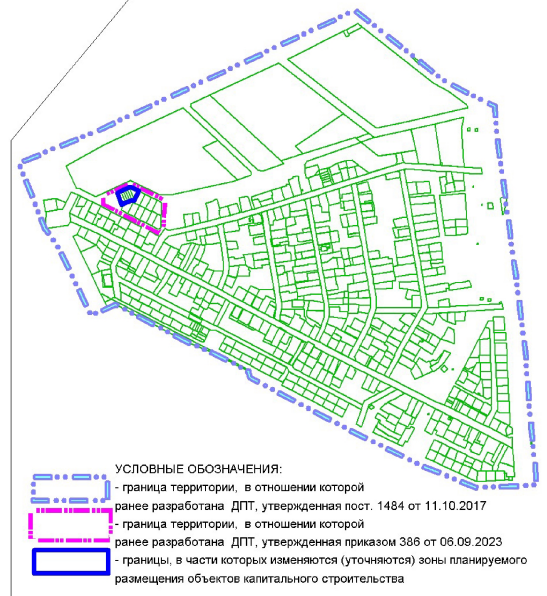 УСЛОВНЫЕ ОБОЗНАЧЕНИЯ:
- граница территории, в отношении которой
ранее разработана ДПТ, утвержденная пост. 1484 от 11.10.2017
- граница территории, в отношении которой
ранее разработана ДПТ, утвержденная приказом 386 от 06.09.2023
- границы, в части которых изменяются (уточняются) зоны планируемого
размещения объектов капитального строительства